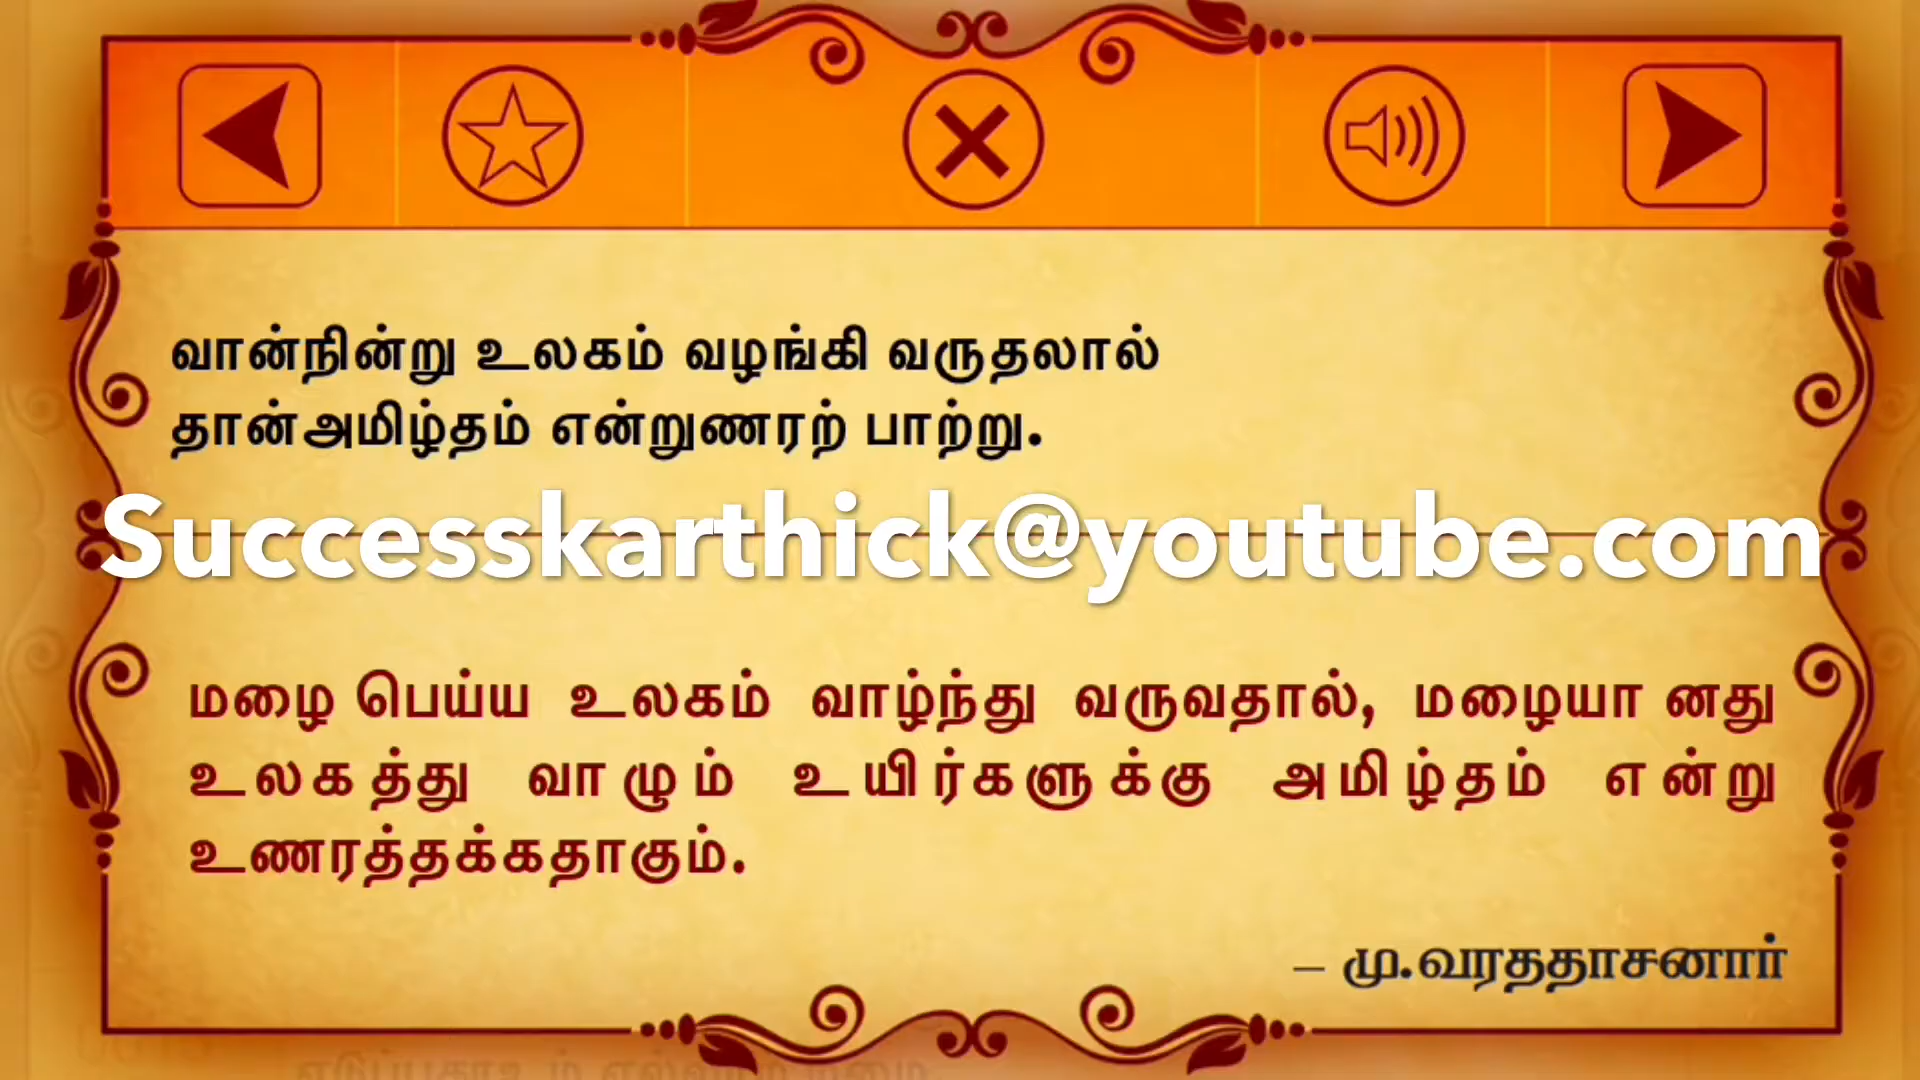 வான்நின்று உலகம் வழங்கி வருதலால்
தான்அமிழ்தம் என்றுணரற் பாற்று.
Successkarthick@youtube.com
மழை பெய்ய உலகம் வாழ்ந்து வருவதால், மழையா னது
உலகத்து வாழும் உயிர்களுக்கு அமிழ்தம் என்று
உணரத்தக்கதாகும்.
– மு.வரததாசனார்